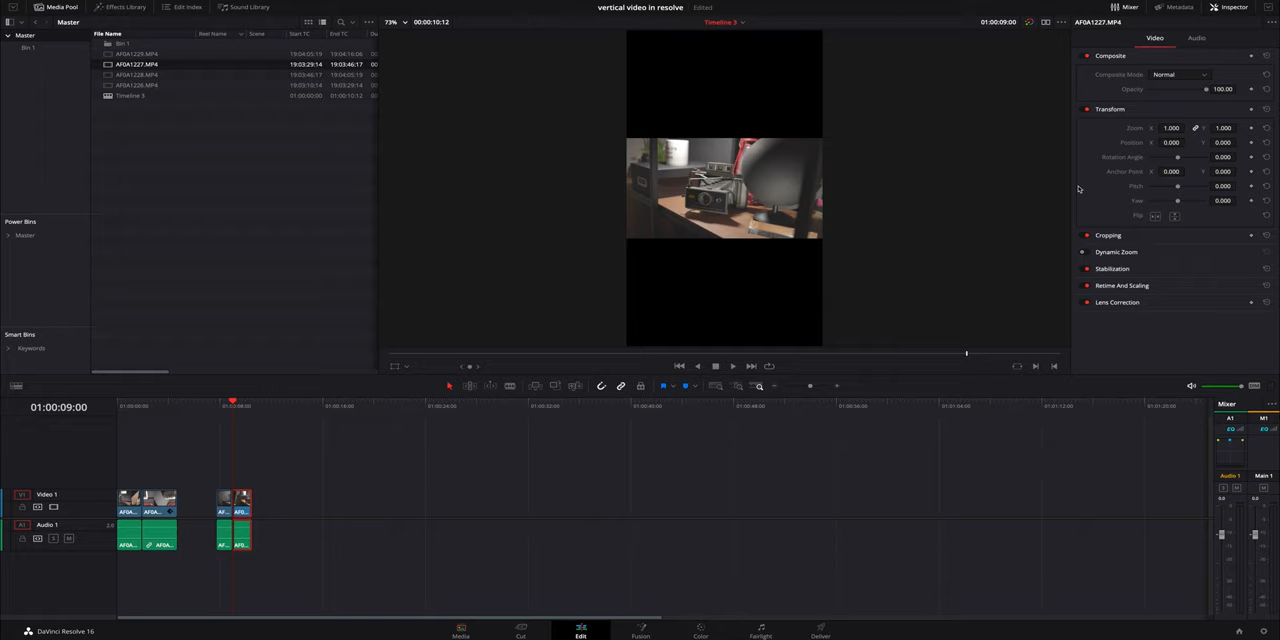 Media Pool
Effects Library
Edit Index
Sound Library
vertical video in resolve
Edited
Mixer
Metadata
Inspector
Master
73%
00:00:10:12
Timeline 3
01:00:09:00
AF0A1227.MP4
Master
Bin 1
File Name
Reel Name
Scene
Start TC
End TC
Du
Bin 1
AF0A1229.MP4
19:04:05:19
19:04:16:06
00
AF0A1227.MP4
19:03:29:14
19:03:46:17
00
AF0A1228.MP4
19:03:46:17
19:04:05:19
00
AF0A1226.MP4
19:03:10:14
19:03:29:14
00
Timeline 3
01:00:00:00
01:00:10:12
00
Power Bins
Master
Smart Bins
Keywords
Video
Audio
Composite
Composite Mode
Normal
Opacity
100.00
Transform
Zoom
X
1.000
Y
1.000
Position
X
0.000
Y
0.000
Rotation Angle
0.000
Anchor Point
X
0.000
Y
0.000
Pitch
0.000
Yaw
0.000
Flip
Cropping
Dynamic Zoom
Stabilization
Retime And Scaling
Lens Correction
01:00:09:00
01:00:00:00
01:00:08:00
01:00:16:00
01:00:24:00
01:00:32:00
01:00:40:00
01:00:48:00
01:00:56:00
01:01:04:00
01:01:12:00
01:01:20:00
V1
Video 1
AF0A...
AF0A...
AF...
AF0...
A1
Audio 1
2.0
S
M
AF0A...
AF0A...
AF...
AF0...
Mixer
A1
M1
EQ
EQ
Audio 1
Main 1
S
M
M
0.0
0.0
DaVinci Resolve 16
Media
Cut
Edit
Fusion
Color
Fairlight
Deliver